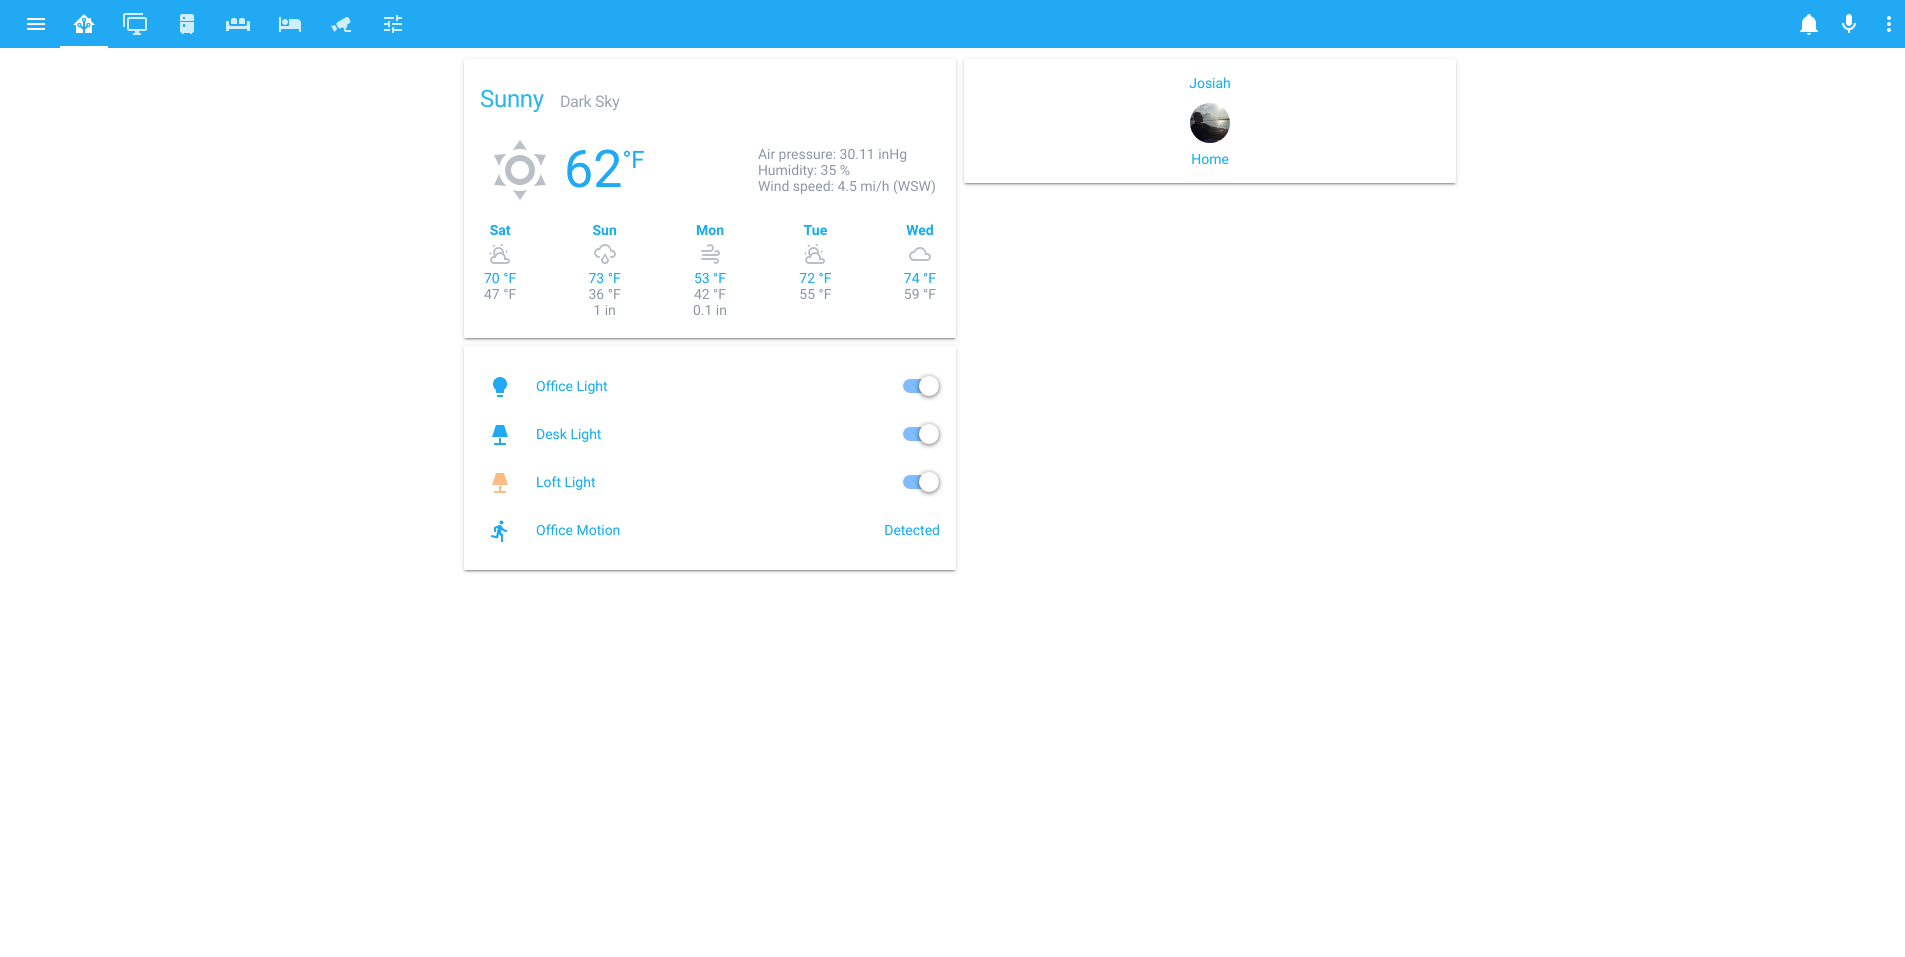 Sunny Dark Sky
62 °F
Air pressure: 30.11 inHg
Humidity: 35 %
Wind speed: 4.5 mi/h (WSW)
Sat Sun Mon Tue Wed
70 °F 73 °F 53 °F 72 °F 74 °F
47 °F 36 °F 42 °F 55 °F 59 °F
1 in 0.1 in
Office Light
Desk Light
Loft Light
Office Motion Detected
Josiah
Home